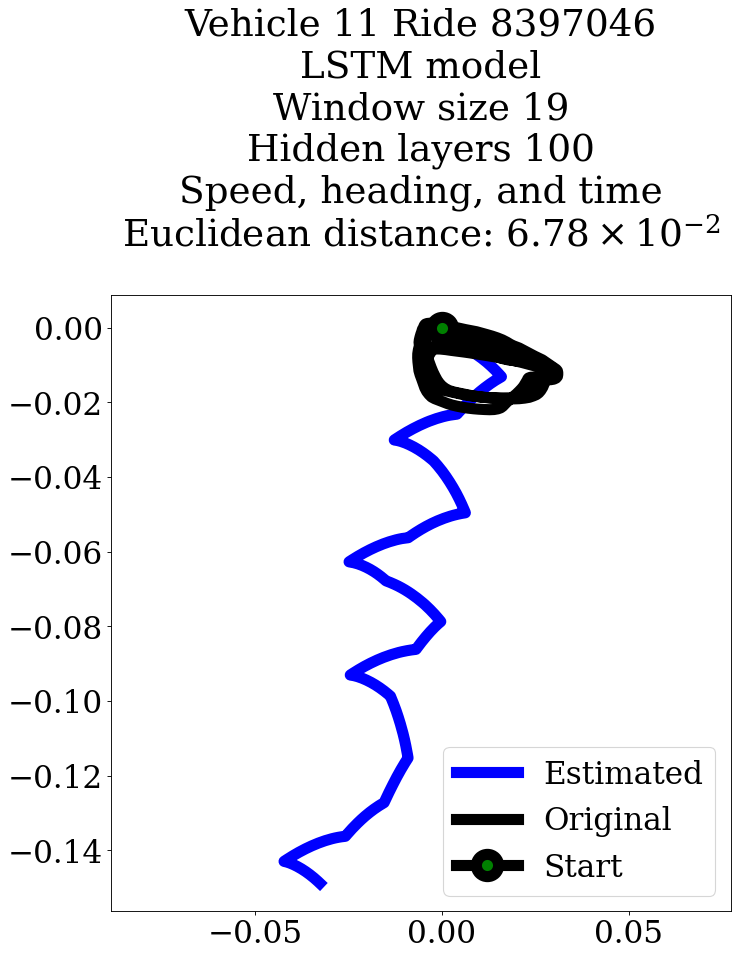 Vehicle 11 Ride 8397046
LSTM model
Window size 19
Hidden layers 100
Speed, heading, and time
Euclidean distance: 6.78 × 10⁻²
0.00
−0.02
−0.04
−0.06
−0.08
−0.10
−0.12
−0.14
Estimated
Original
Start
−0.05 0.00 0.05